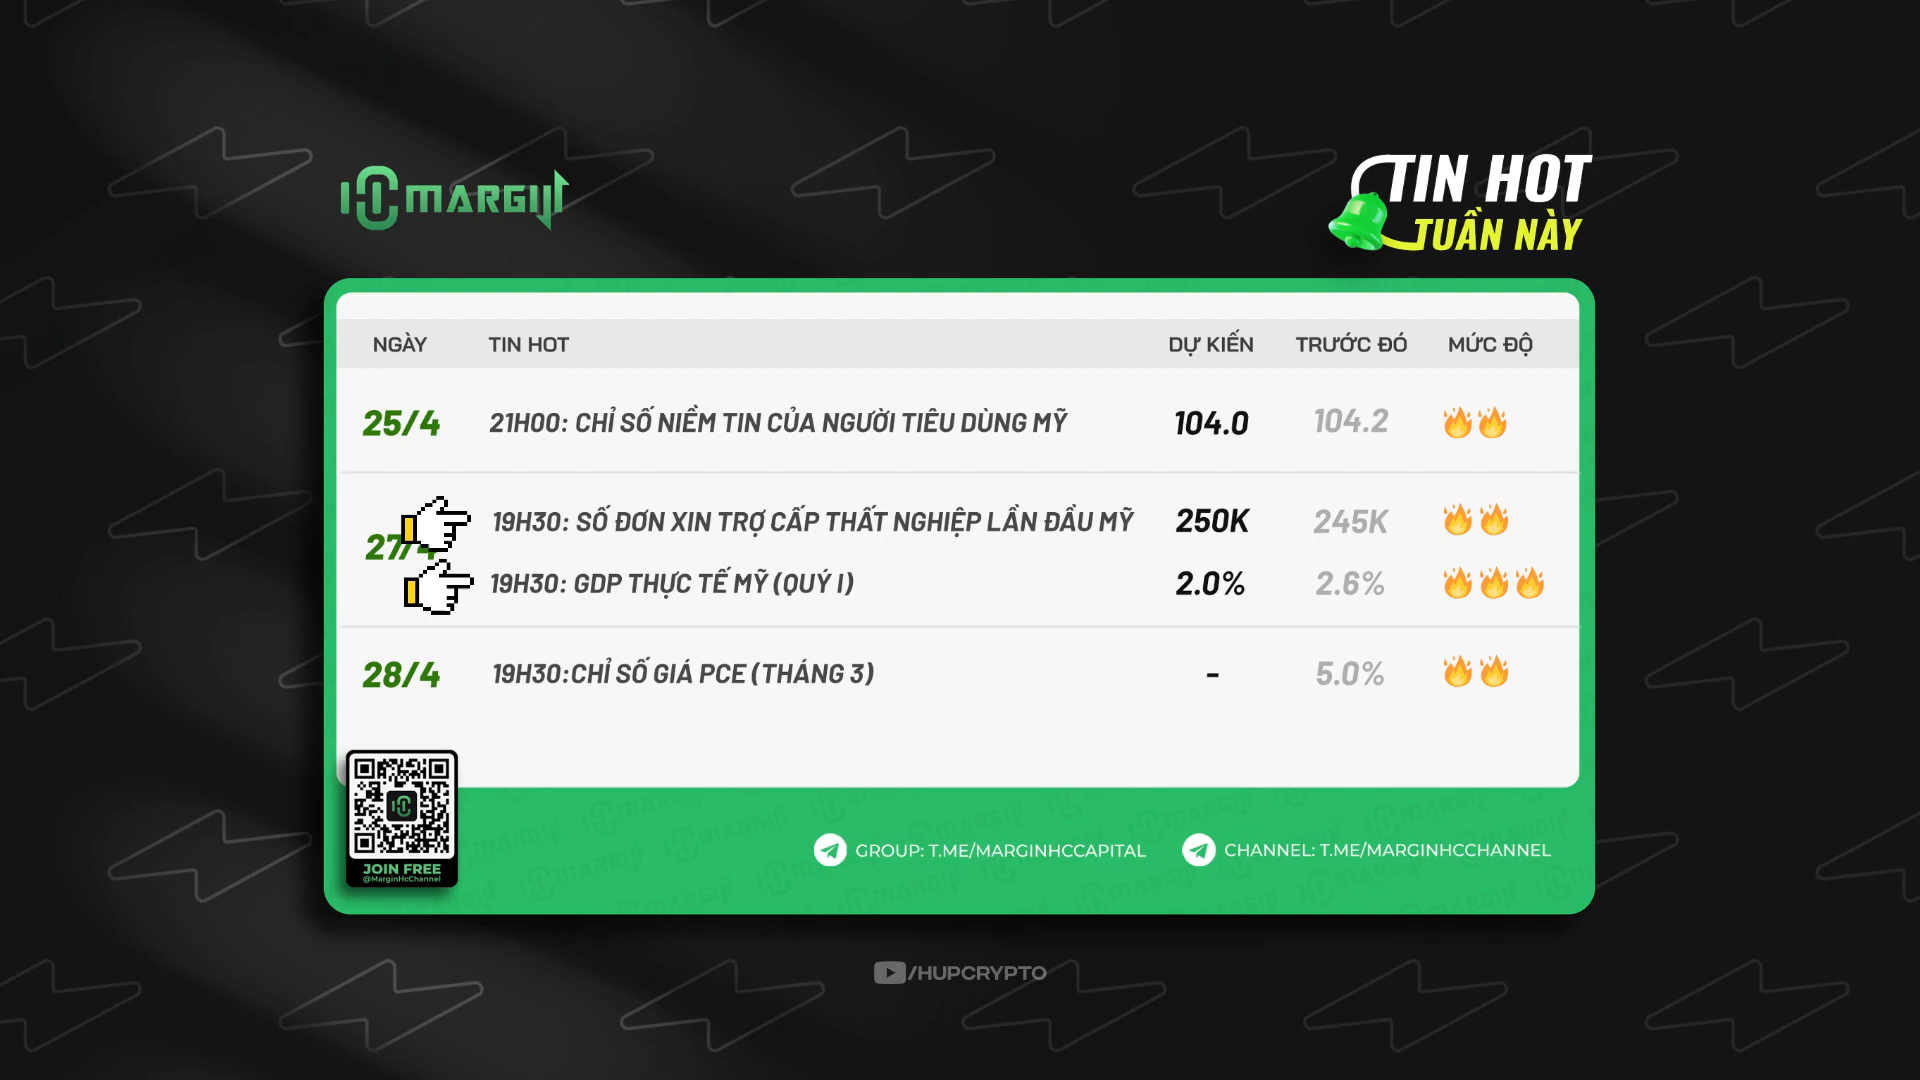 HC MARGIN
TIN HOT
TUẦN NÀY
NGÀY TIN HOT DỰ KIẾN TRƯỚC ĐÓ MỨC ĐỘ
25/4 21H00: CHỈ SỐ NIỀM TIN CỦA NGƯỜI TIÊU DÙNG MỸ 104.0 104.2
27/4 19H30: SỐ ĐƠN XIN TRỢ CẤP THẤT NGHIỆP LẦN ĐẦU MỸ 250K 245K
19H30: GDP THỰC TẾ MỸ (QUÝ I) 2.0% 2.6%
28/4 19H30:CHỈ SỐ GIÁ PCE (THÁNG 3) - 5.0%
JOIN FREE
@MarginHcChannel
GROUP: T.ME/MARGINHCCAPITAL CHANNEL: T.ME/MARGINHCCHANNEL
/HUPCRYPTO